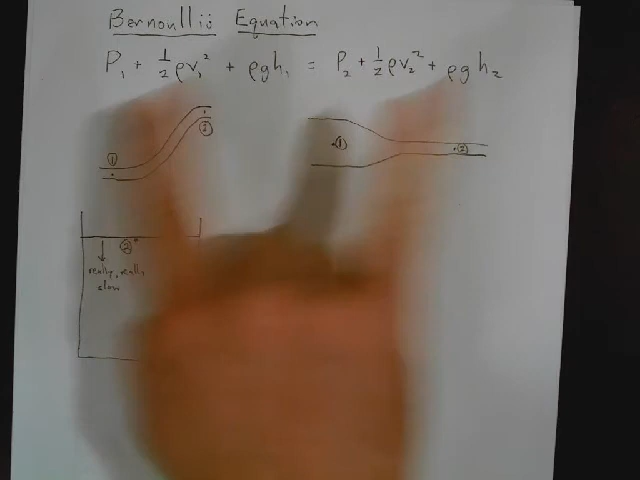 Bernoulli's Equation
P₁ + ½ρv₁² + ρgh₁ = P₂ + ½ρv₂² + ρgh₂
①
②
①
②
②
really, really
slow